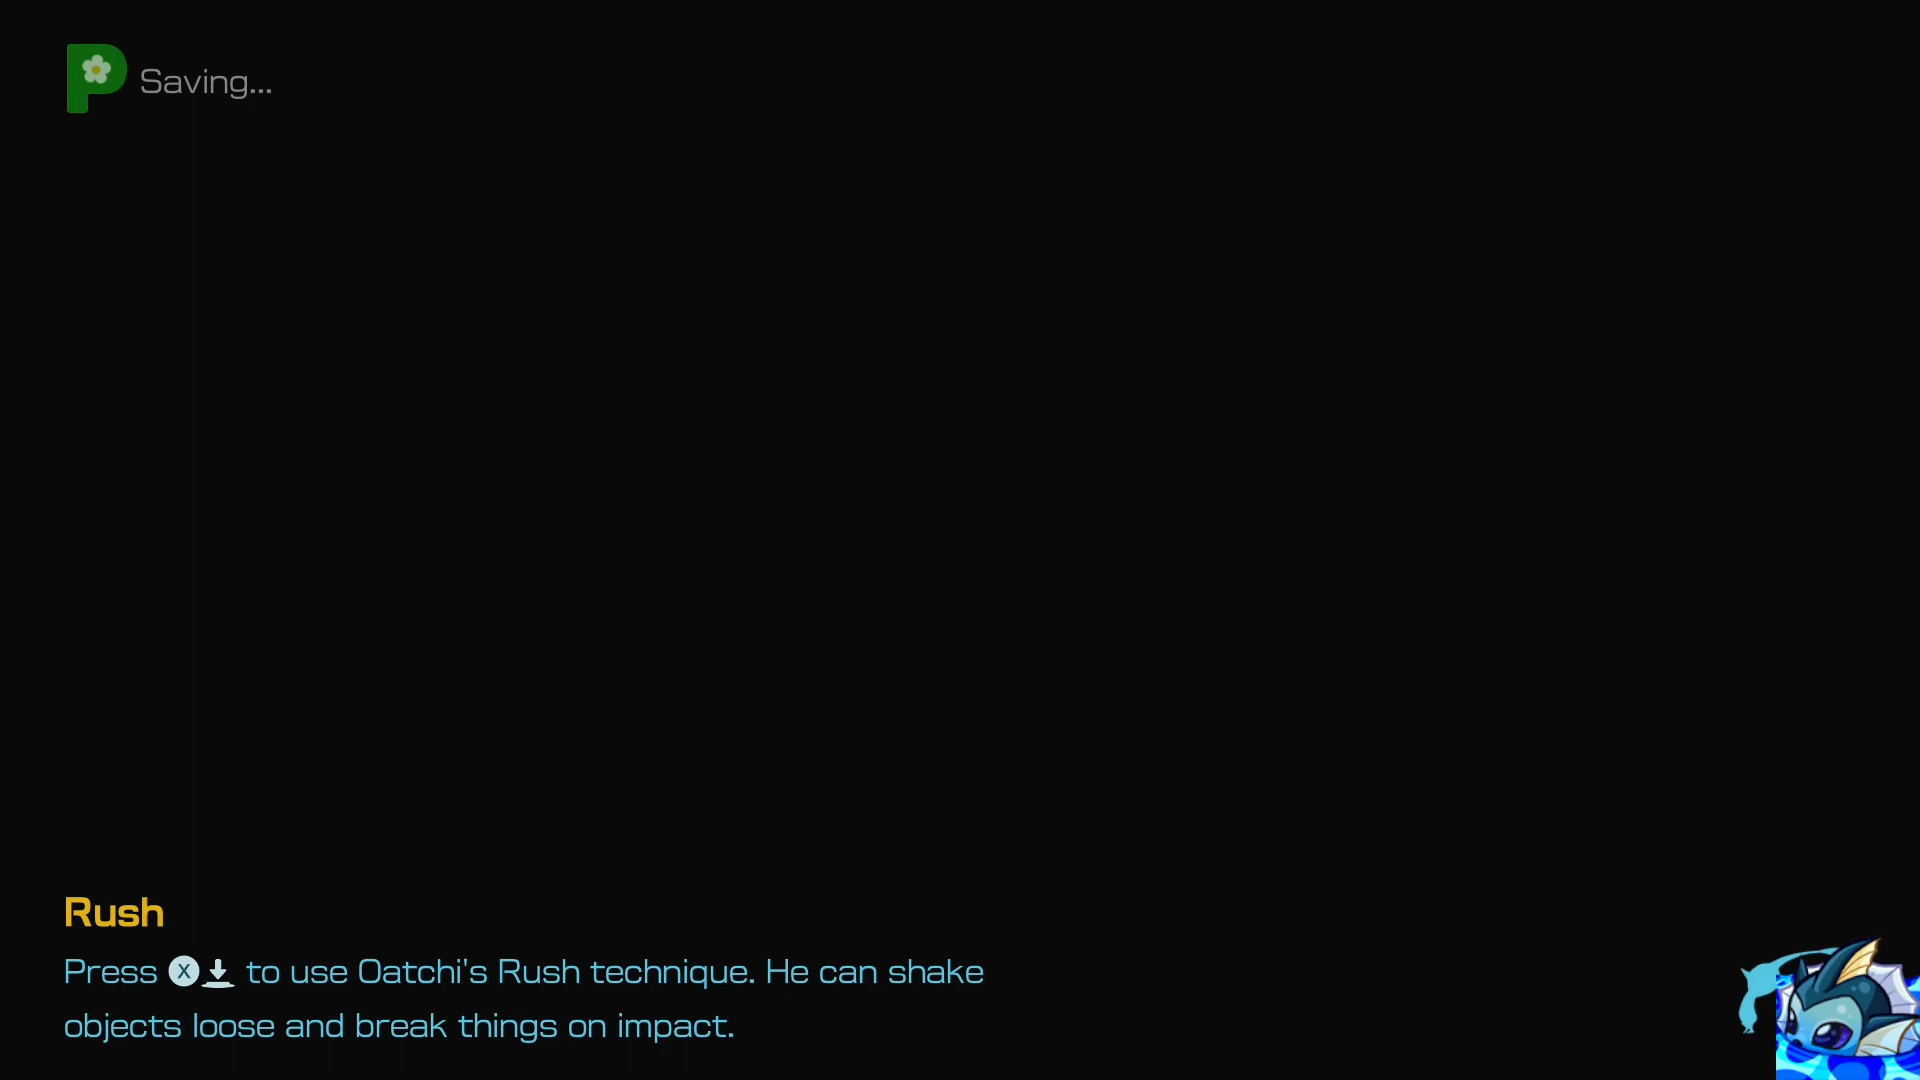 P Saving...
Rush
Press X to use Oatchi's Rush technique. He can shake
objects loose and break things on impact.